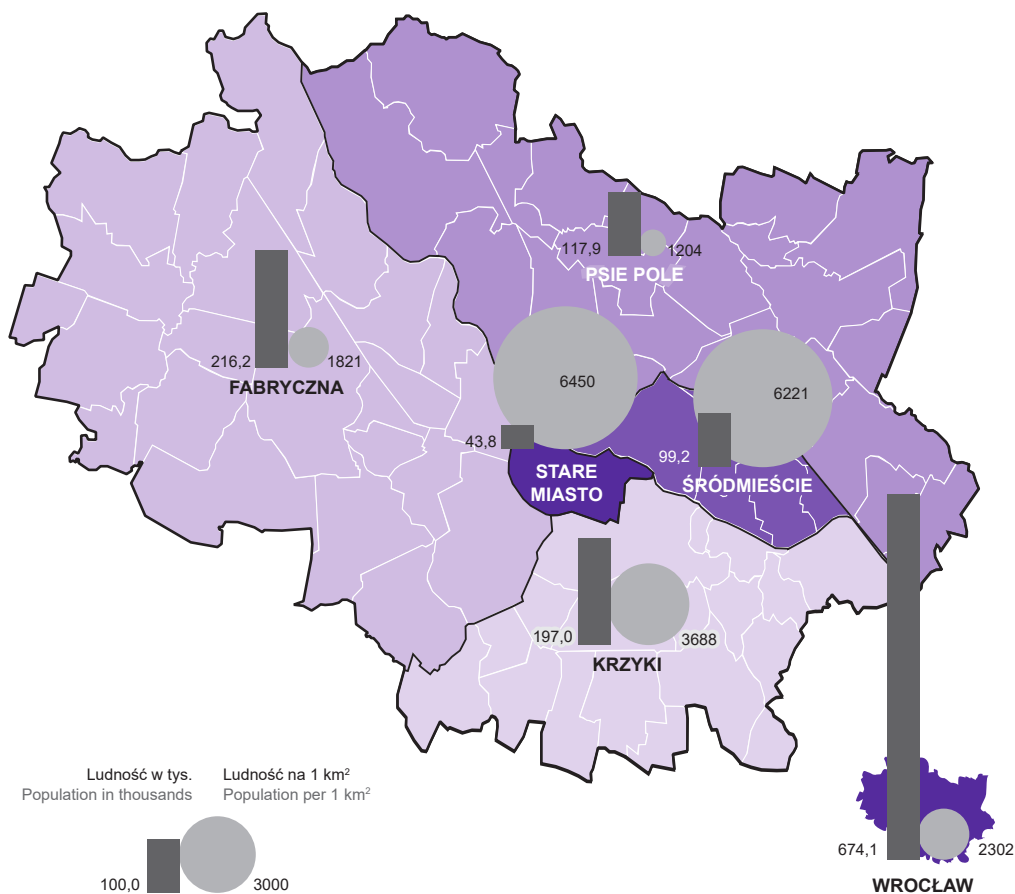 117,9
1204
PSIE POLE
216,2
1821
FABRYCZNA
6450
6221
43,8
99,2
STARE
MIASTO
ŚRÓDMIEŚCIE
197,0
3688
KRZYKI
Ludność w tys.
Population in thousands
Ludność na 1 km²
Population per 1 km²
100,0
3000
674,1
2302
WROCŁAW